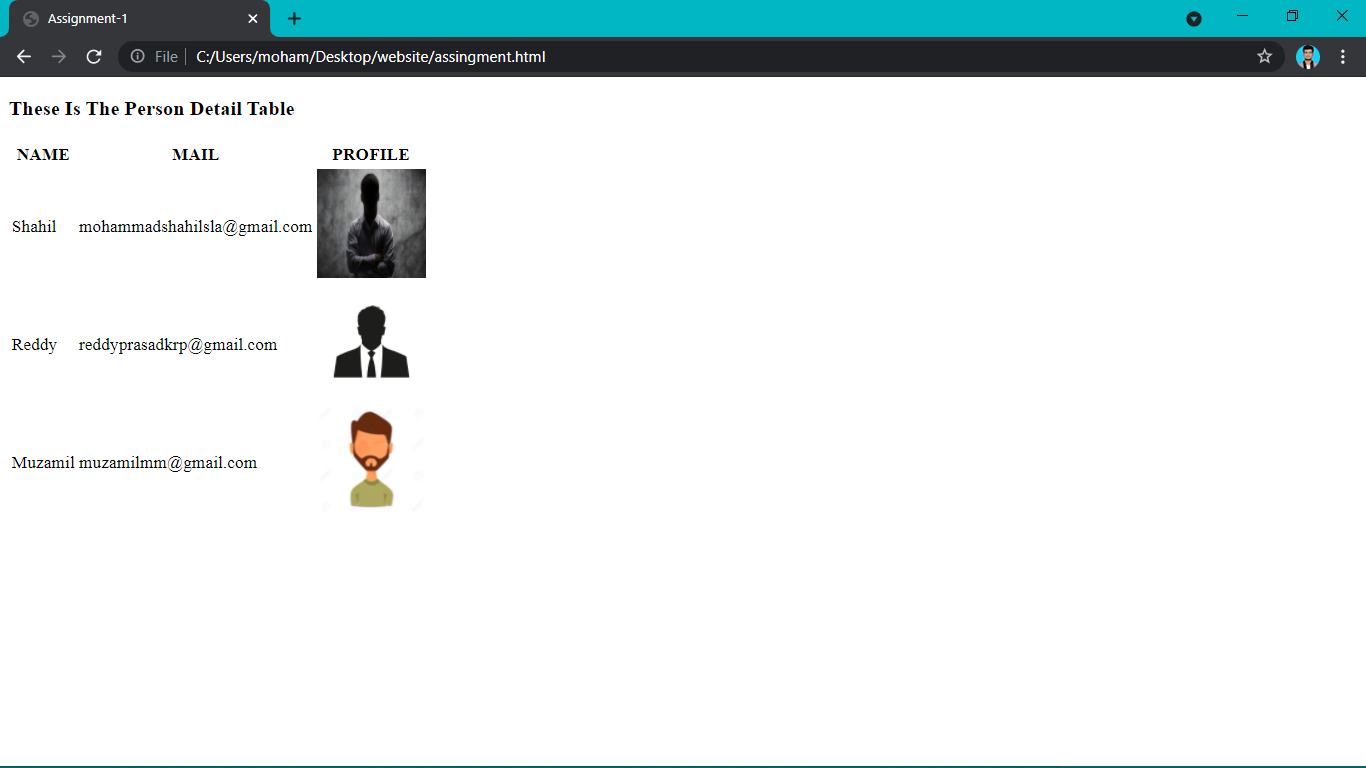 Assignment-1
File C:/Users/moham/Desktop/website/assingment.html
These Is The Person Detail Table
NAME MAIL PROFILE
Shahil mohammadshahilsla@gmail.com
Reddy reddyprasadkrp@gmail.com
Muzamil muzamilmm@gmail.com